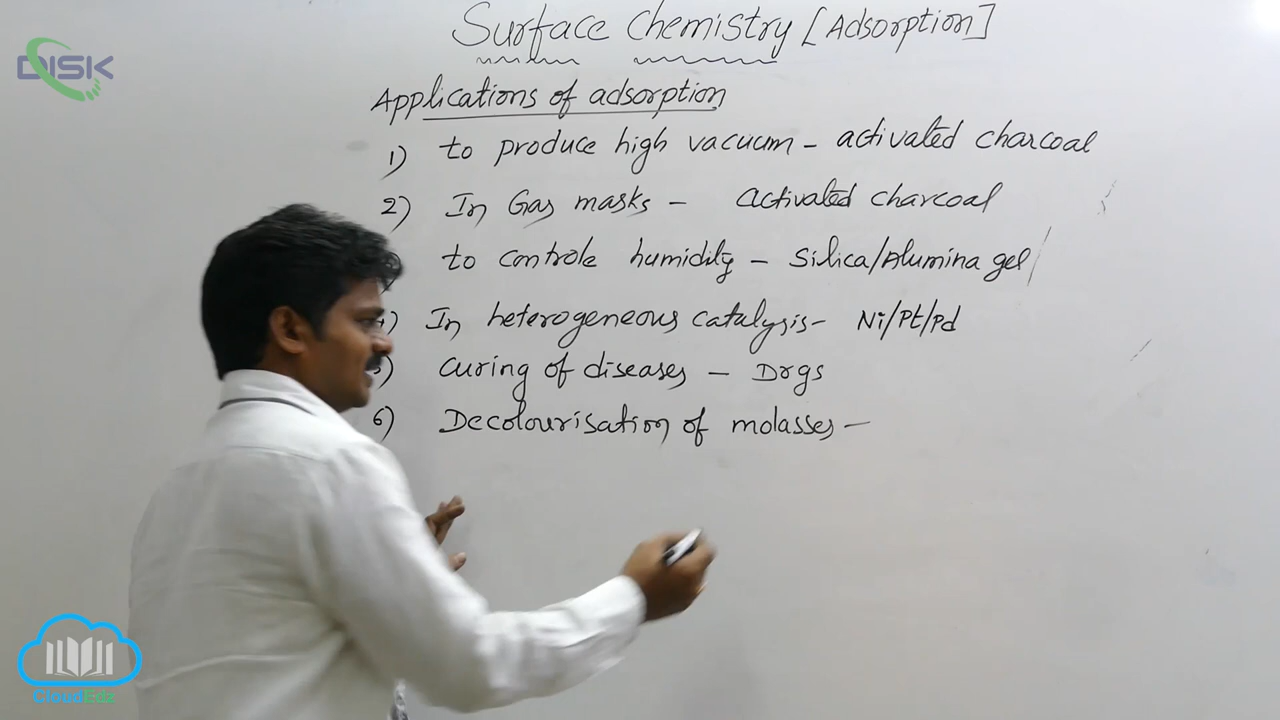 DISK
Surface chemistry [Adsorption]
Applications of adsorption
1) to produce high vacuum - activated charcoal
2) In Gas masks - activated charcoal
to controle humidity - Silica/Alumina gel
4) In heterogeneous catalysis - Ni/Pt/Pd
5) curing of diseases - Drgs
6) Decolourisation of molasses -
CloudEdz